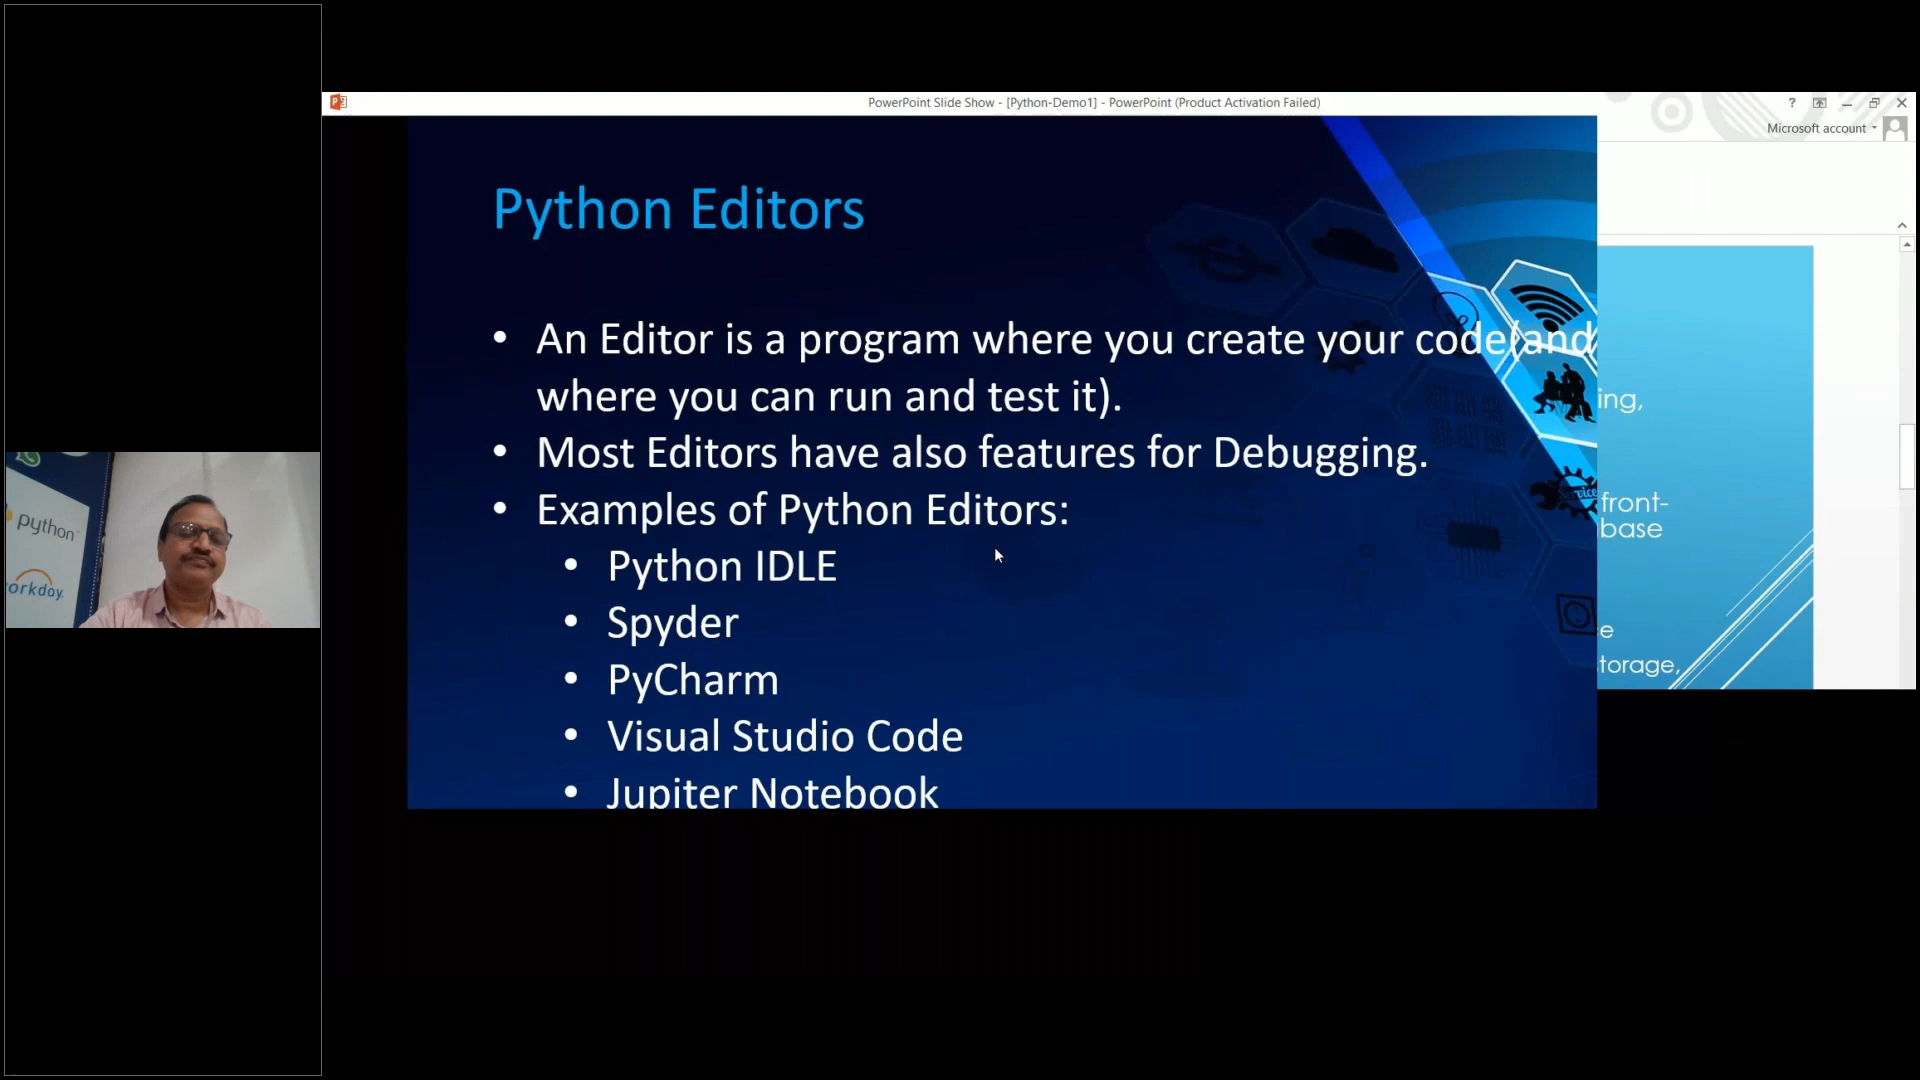 PowerPoint Slide Show - [Python-Demo1] - PowerPoint (Product Activation Failed)
?
Microsoft account
Python Editors
• An Editor is a program where you create your code(and
where you can run and test it).
• Most Editors have also features for Debugging.
• Examples of Python Editors:
• Python IDLE
• Spyder
• PyCharm
• Visual Studio Code
• Jupiter Notebook
ing,
front-
base
e
torage,
Service
python
orkday.